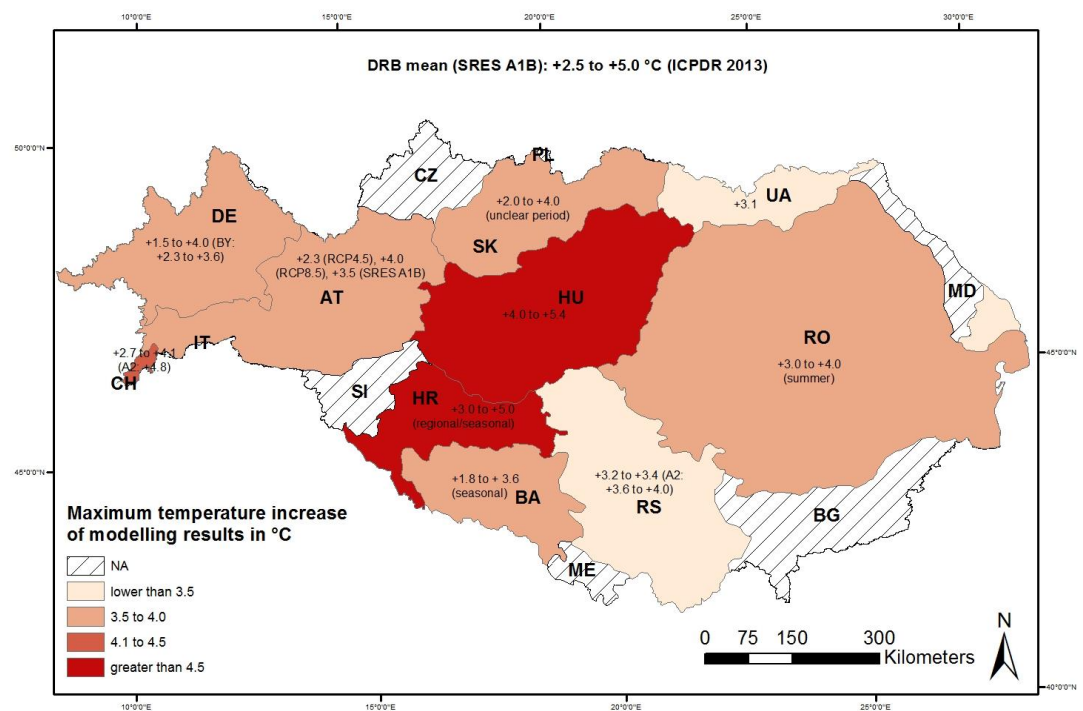 10°0'0"E 15°0'0"E 20°0'0"E 25°0'0"E 30°0'0"E
DRB mean (SRES A1B): +2.5 to +5.0 °C (ICPDR 2013)
50°0'0"N
PL
CZ
UA
+3.1
+2.0 to +4.0
(unclear period)
SK
DE
+1.5 to +4.0 (BY:
+2.3 to +3.6)
+2.3 (RCP4.5), +4.0
(RCP8.5), +3.5 (SRES A1B)
AT
HU
+4.0 to +5.4
MD
RO
+3.0 to +4.0
(summer)
IT
+2.7 to +4.1
(A2: +4.8)
CH
45°0'0"N
SI
HR
+3.0 to +5.0
(regional/seasonal)
45°0'0"N
+1.8 to + 3.6
(seasonal)
BA
+3.2 to +3.4 (A2:
+3.6 to +4.0)
RS
BG
ME
Maximum temperature increase
of modelling results in °C
NA
lower than 3.5
3.5 to 4.0
4.1 to 4.5
greater than 4.5
N
0 75 150 300
Kilometers
40°0'0"N
10°0'0"E 15°0'0"E 20°0'0"E 25°0'0"E